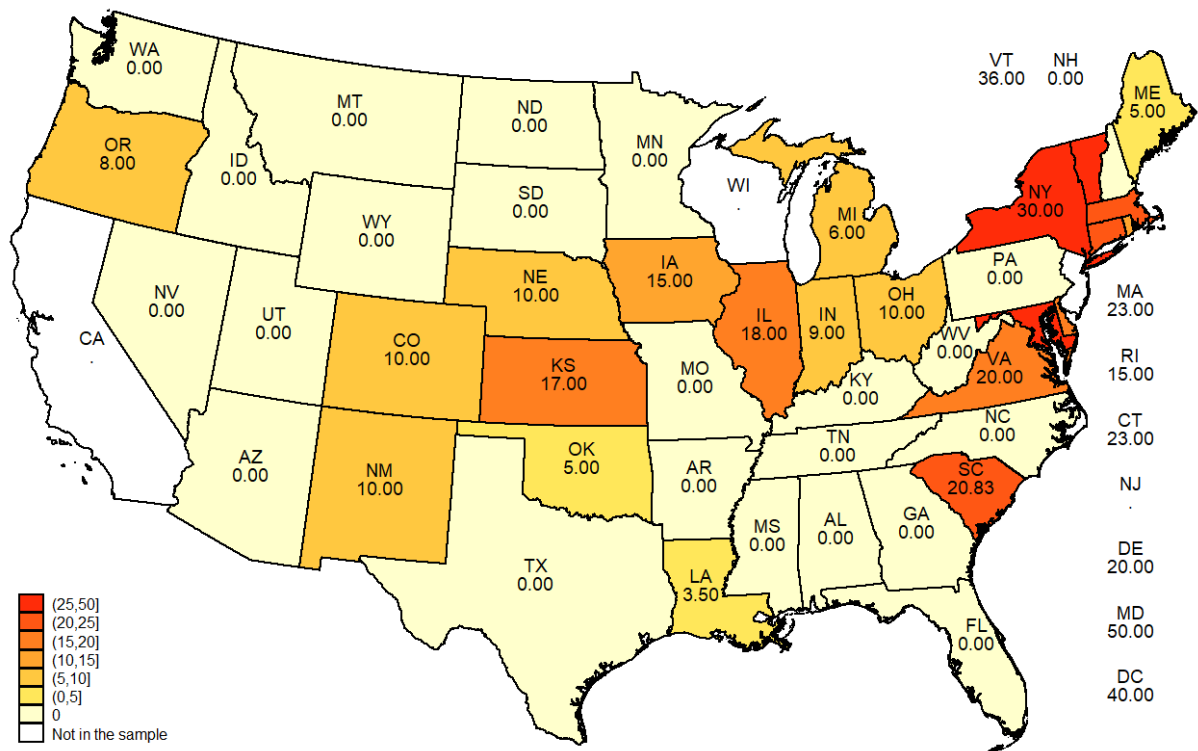 WA
0.00
OR
8.00
CA
.
NV
0.00
ID
0.00
MT
0.00
WY
0.00
UT
0.00
AZ
0.00
CO
10.00
NM
10.00
ND
0.00
SD
0.00
NE
10.00
KS
17.00
OK
5.00
TX
0.00
MN
0.00
IA
15.00
MO
0.00
AR
0.00
LA
3.50
WI
.
IL
18.00
MS
0.00
MI
6.00
IN
9.00
OH
10.00
KY
0.00
TN
0.00
AL
0.00
GA
0.00
FL
0.00
SC
20.83
NC
0.00
VA
20.00
WV
0.00
PA
0.00
NY
30.00
ME
5.00
VT
36.00
NH
0.00
MA
23.00
RI
15.00
CT
23.00
NJ
.
DE
20.00
MD
50.00
DC
40.00
(25,50]
(20,25]
(15,20]
(10,15]
(5,10]
(0,5]
0
Not in the sample